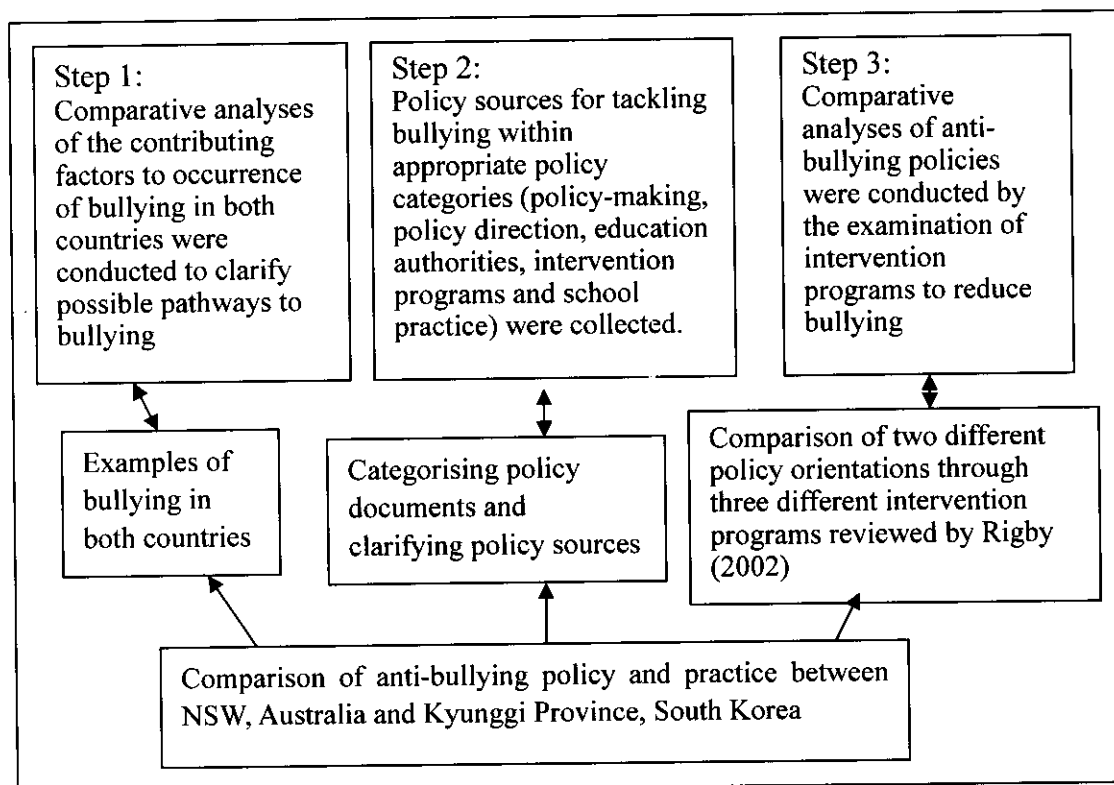 Step 1:
Comparative analyses
of the contributing
factors to occurrence
of bullying in both
countries were
conducted to clarify
possible pathways to
bullying
Step 2:
Policy sources for tackling
bullying within
appropriate policy
categories (policy-making,
policy direction, education
authorities, intervention
programs and school
practice) were collected.
Step 3:
Comparative
analyses of anti-
bullying policies
were conducted by
the examination of
intervention
programs to reduce
bullying
Examples of
bullying in
both countries
Categorising policy
documents and
clarifying policy sources
Comparison of two different
policy orientations through
three different intervention
programs reviewed by Rigby
(2002)
Comparison of anti-bullying policy and practice between
NSW, Australia and Kyunggi Province, South Korea